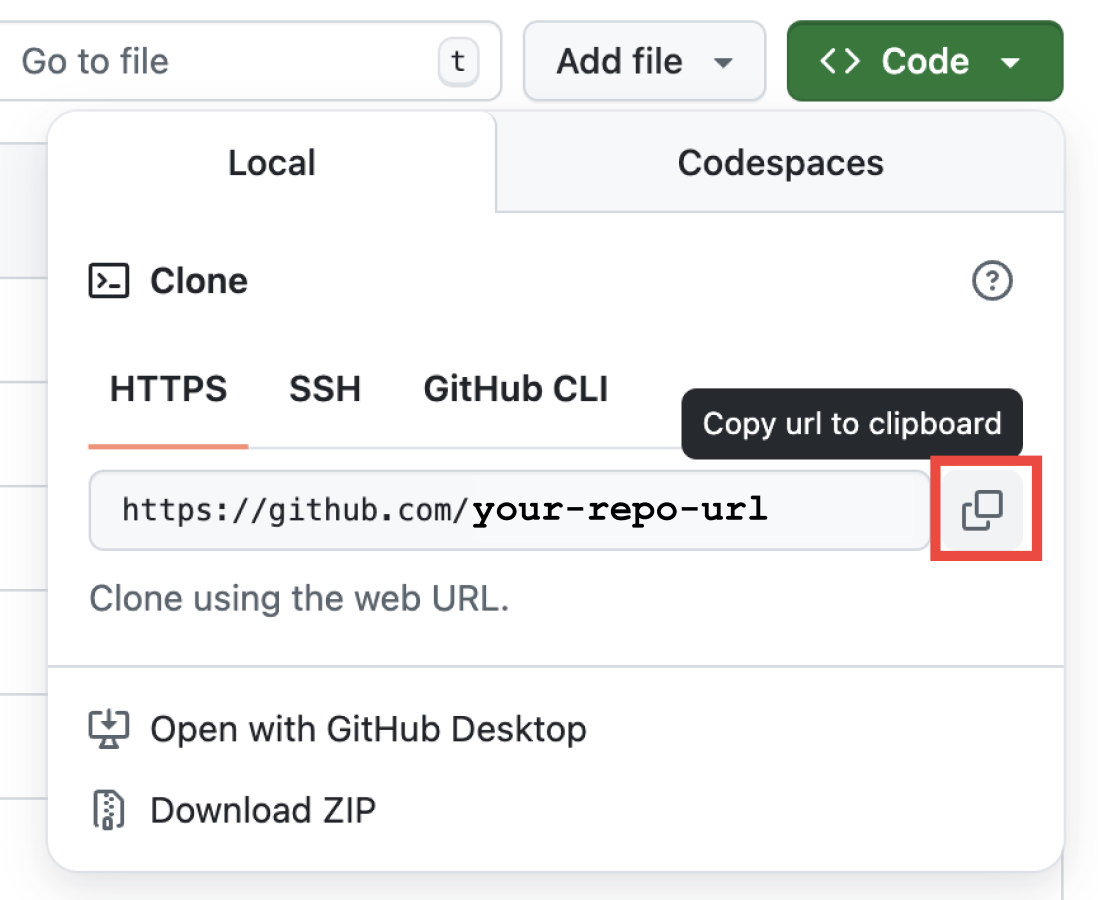 Go to file t Add file <> Code
Local Codespaces
Clone
HTTPS SSH GitHub CLI
Copy url to clipboard
https://github.com/your-repo-url
Clone using the web URL.
Open with GitHub Desktop
Download ZIP